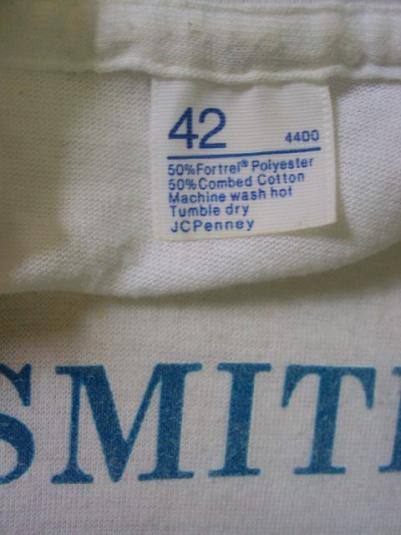 42 4400
50%Fortrel® Polyester
50%Combed Cotton
Machine wash hot
Tumble dry
JCPenney
SMIT